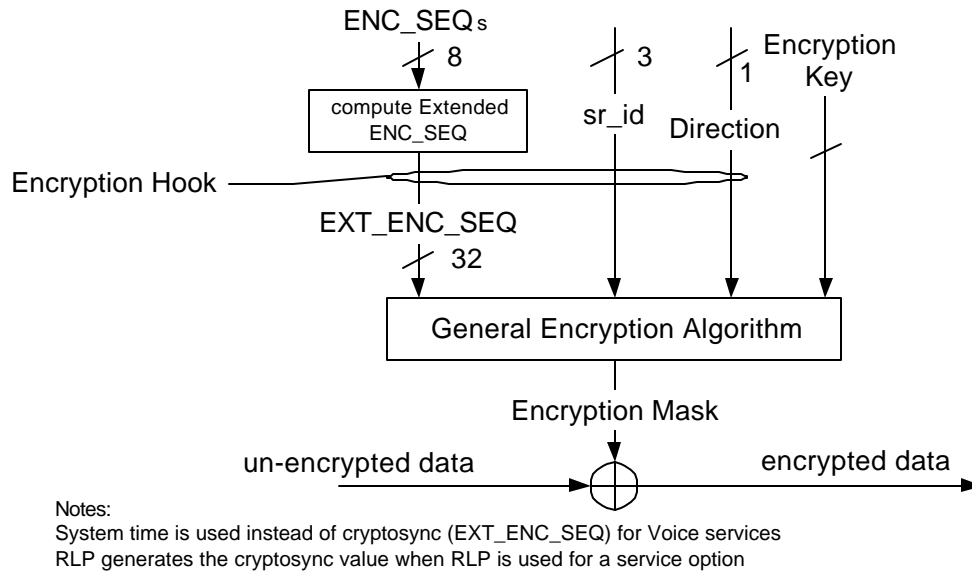 ENC_SEQs
8
3
1
Encryption
Key
compute Extended
ENC_SEQ
sr_id
Direction
Encryption Hook
EXT_ENC_SEQ
32
General Encryption Algorithm
Encryption Mask
un-encrypted data
encrypted data
Notes:
System time is used instead of cryptosync (EXT_ENC_SEQ) for Voice services
RLP generates the cryptosync value when RLP is used for a service option